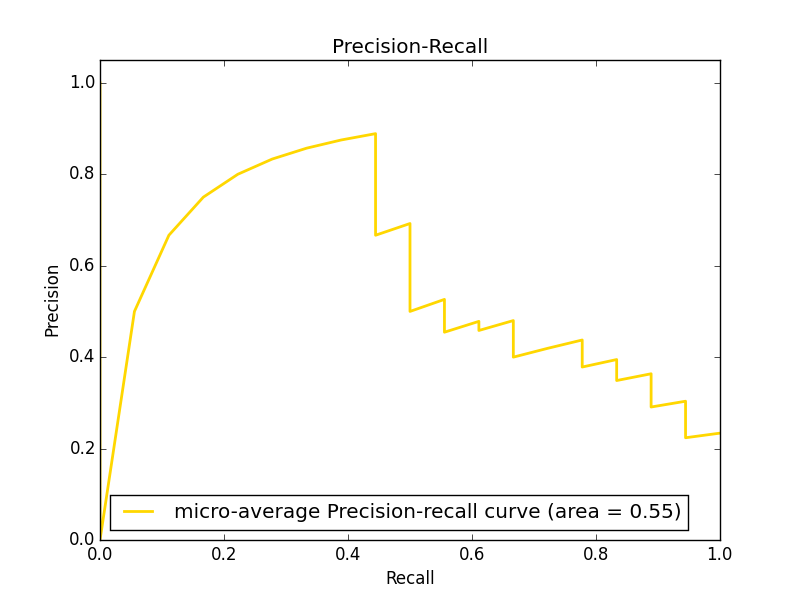 Precision-Recall
1.0
0.8
0.6
0.4
0.2
0.0
Precision
micro-average Precision-recall curve (area = 0.55)
0.0 0.2 0.4 0.6 0.8 1.0
Recall